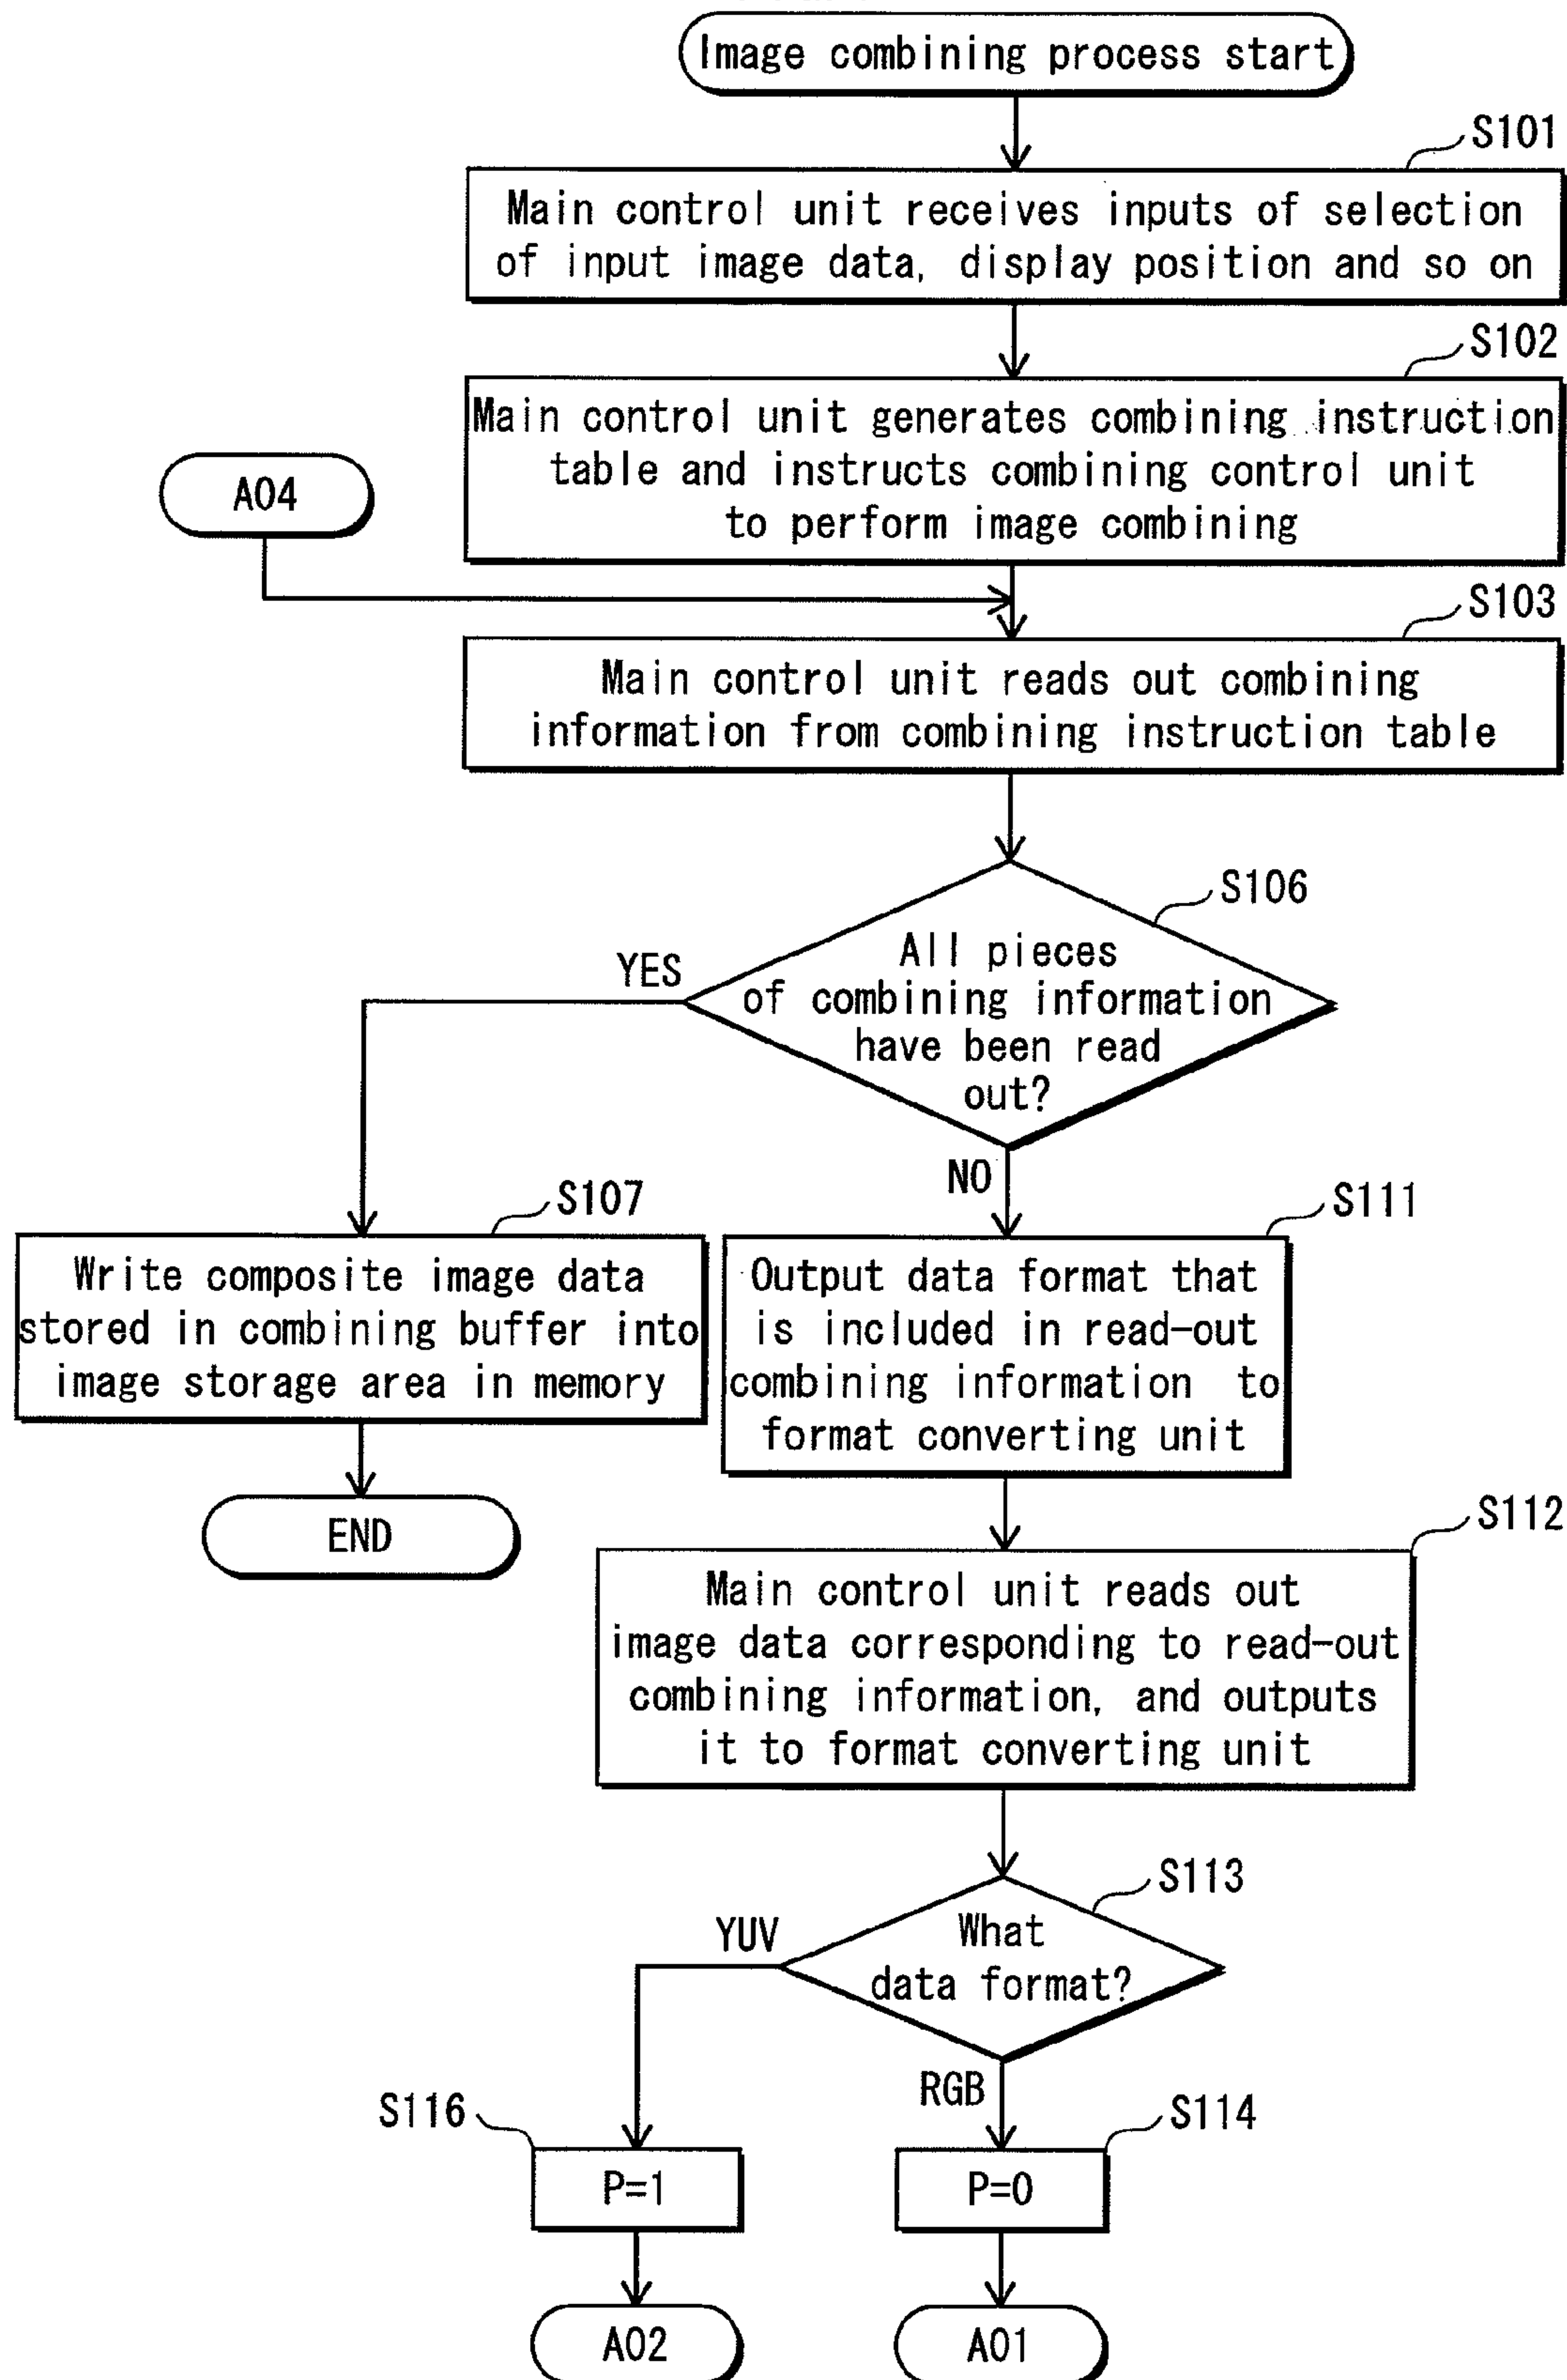 Image combining process start
S101
Main control unit receives inputs of selection
of input image data, display position and so on
S102
Main control unit generates combining instruction
table and instructs combining control unit
to perform image combining
A04
S103
Main control unit reads out combining
information from combining instruction table
S106
All pieces
of combining information
have been read
out?
YES
NO
S107
Write composite image data
stored in combining buffer into
image storage area in memory
END
S111
Output data format that
is included in read-out
combining information to
format converting unit
S112
Main control unit reads out
image data corresponding to read-out
combining information, and outputs
it to format converting unit
S113
What
data format?
YUV
RGB
S116
P=1
A02
S114
P=0
A01